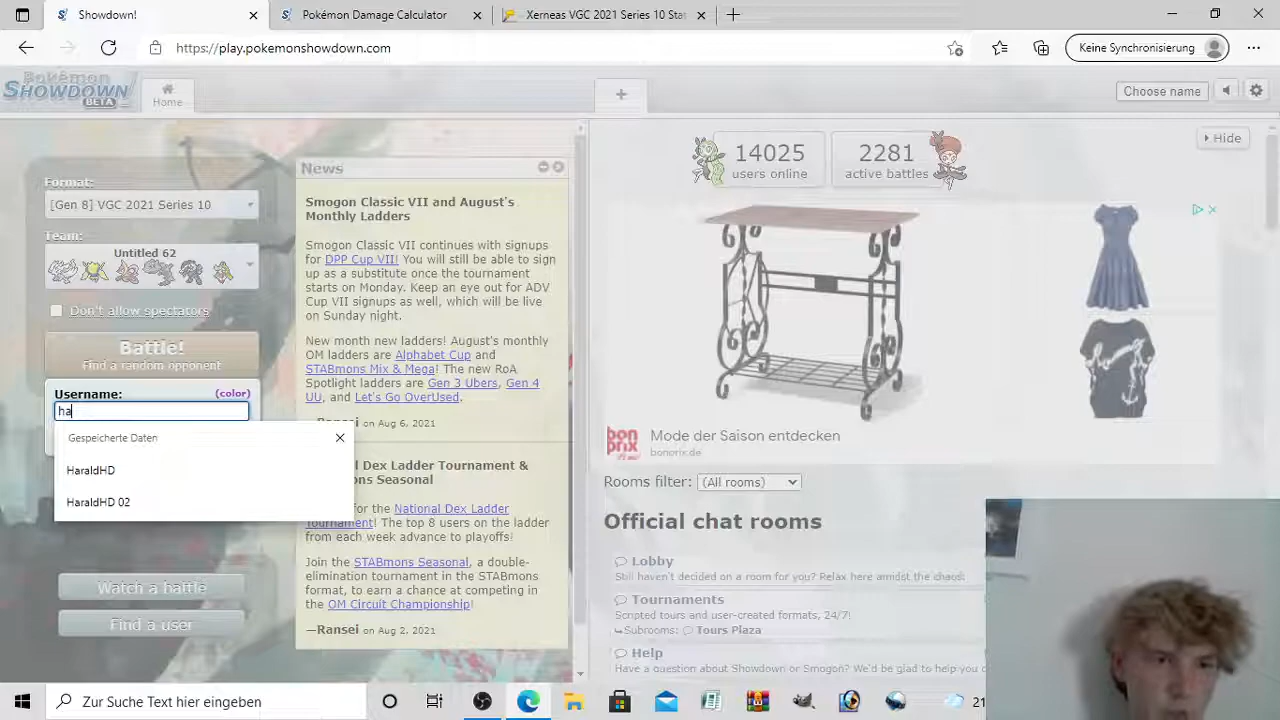 Showdown!
Pokémon Damage Calculator
Xerneas VGC 2021 Series 10 Stat
https://play.pokemonshowdown.com
Keine Synchronisierung
Pokémon
SHOWDOWN
BETA
Home
Choose name
Format:
[Gen 8] VGC 2021 Series 10
Team:
Untitled 62
Don't allow spectators
Battle!
Find a random opponent
Username:
(color)
ha
Gespeicherte Daten
HaraldHD
HaraldHD 02
Watch a battle
Find a user
News
Smogon Classic VII and August's
Monthly Ladders
Smogon Classic VII continues with signups
for DPP Cup VII! You will still be able to sign
up as a substitute once the tournament
starts on Monday. Keep an eye out for ADV
Cup VII signups as well, which will be live
on Sunday night.
New month new ladders! August's monthly
OM ladders are Alphabet Cup and
STABmons Mix & Mega! The new RoA
Spotlight ladders are Gen 3 Ubers, Gen 4
UU, and Let's Go OverUsed.
—Ransei on Aug 6, 2021
Dex Ladder Tournament &
ns Seasonal
for the National Dex Ladder
Tournament! The top 8 users on the ladder
from each week advance to playoffs!
Join the STABmons Seasonal, a double-
elimination tournament in the STABmons
format, to earn a chance at competing in
the OM Circuit Championship!
—Ransei on Aug 2, 2021
14025
users online
2281
active battles
Hide
bon
prix
Mode der Saison entdecken
bonprix.de
Rooms filter:
(All rooms)
Official chat rooms
Lobby
Still haven't decided on a room for you? Relax here amidst the chaos!
Tournaments
Scripted tours and user-created formats, 24/7!
Subrooms: Tours Plaza
Help
Have a question about Showdown or Smogon? We'd be glad to help you o
Zur Suche Text hier eingeben
21